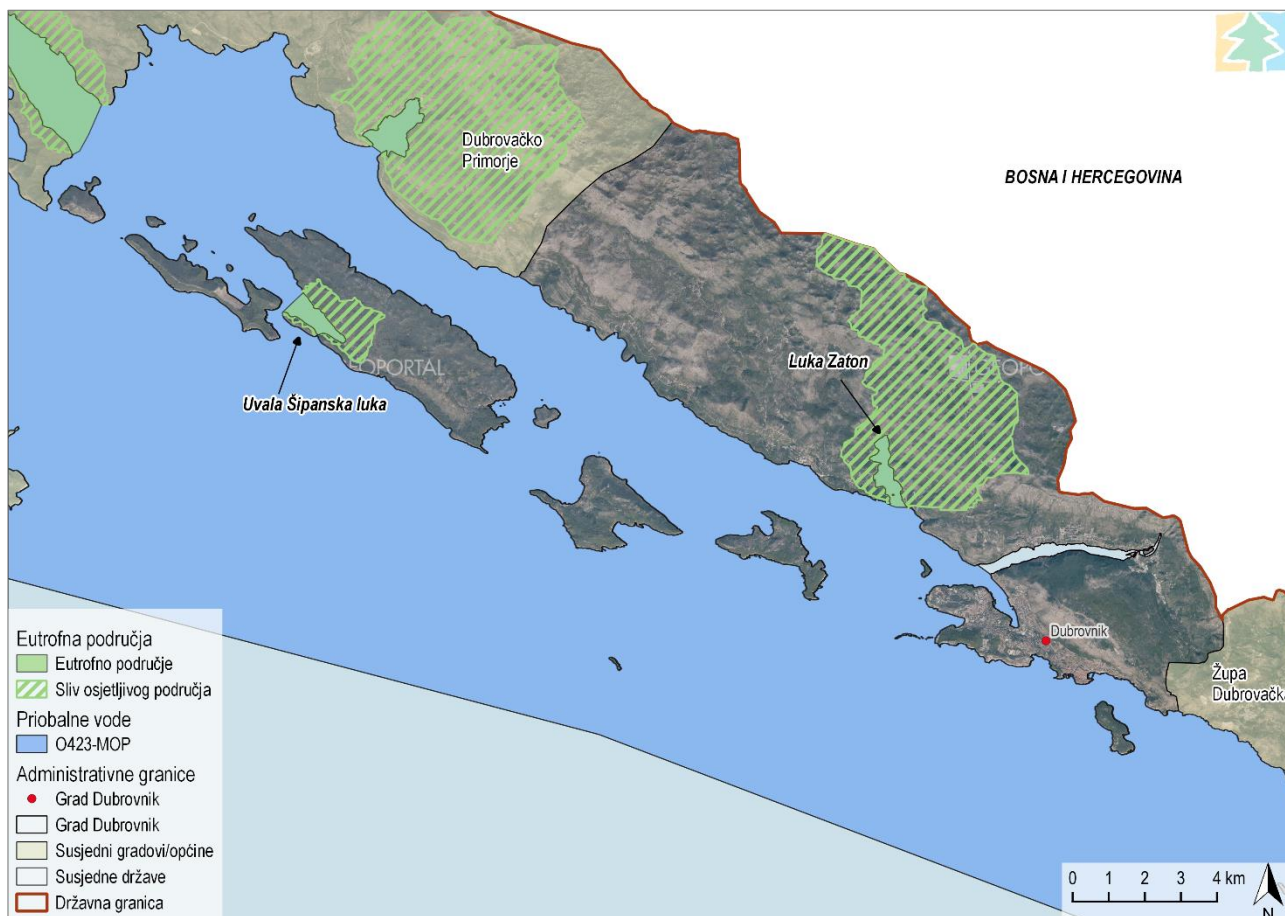 Dubrovačko
Primorje
BOSNA I HERCEGOVINA
Luka Zaton
GEOPOR
EOPORTAL
Uvala Šipanska luka
Dubrovnik
Župa
Dubrovačka
Eutrofna područja
Eutrofno područje
Sliv osjetljivog područja
Priobalne vode
O423-MOP
Administrativne granice
Grad Dubrovnik
Grad Dubrovnik
Susjedni gradovi/općine
Susjedne države
Državna granica
0 1 2 3 4 km
N